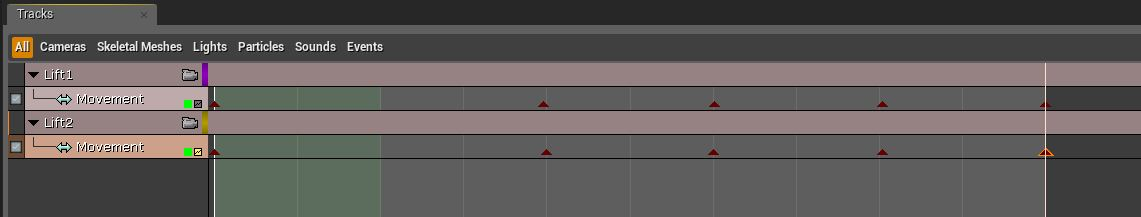 Tracks
All Cameras Skeletal Meshes Lights Particles Sounds Events
Lift1
Movement
Lift2
Movement